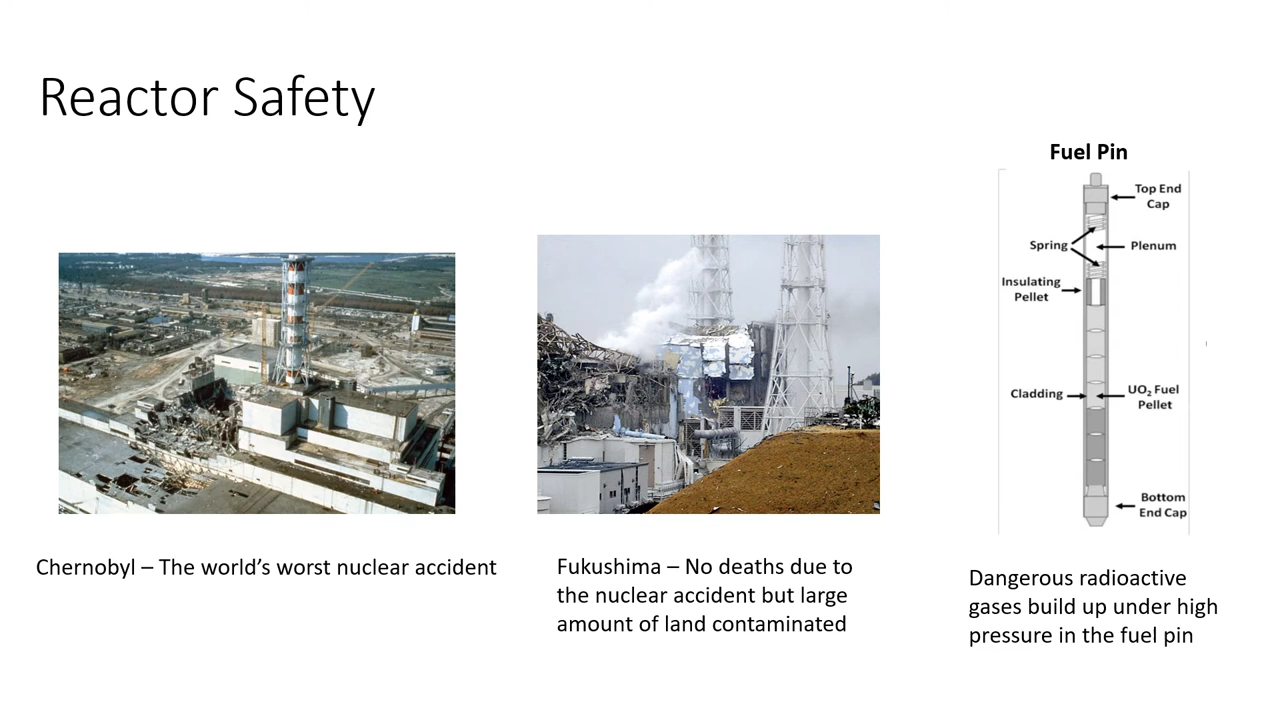 Reactor Safety
Fuel Pin
Top End
Cap
Spring
Plenum
Insulating
Pellet
Cladding
UO₂ Fuel
Pellet
Bottom
End Cap
Chernobyl – The world’s worst nuclear accident
Fukushima – No deaths due to
the nuclear accident but large
amount of land contaminated
Dangerous radioactive
gases build up under high
pressure in the fuel pin